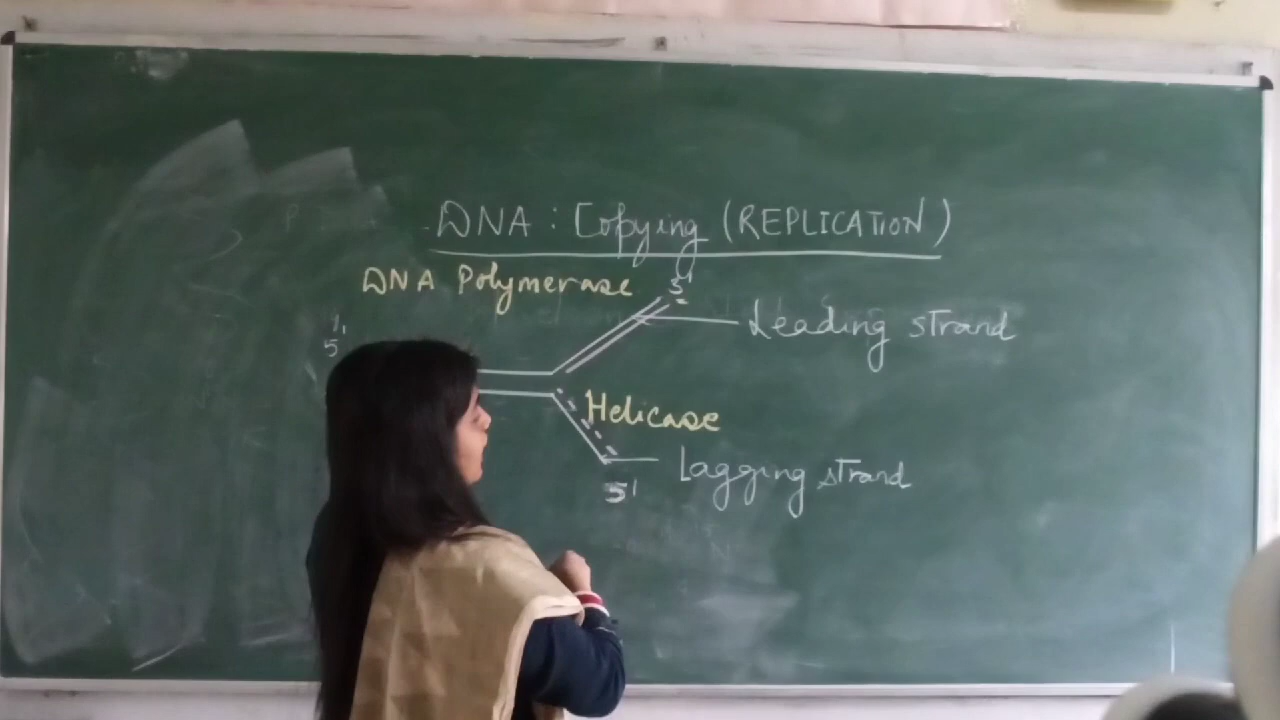 DNA : Copying (REPLICATION)
DNA Polymerase
5'
Leading strand
5'
Helicase
Lagging strand
5'